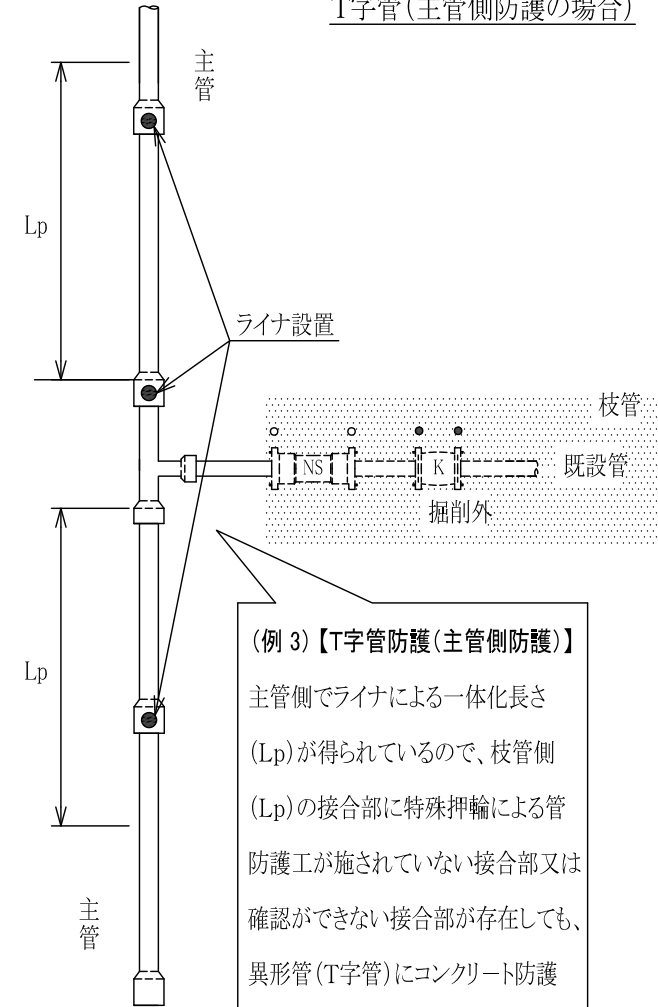 T字管(主管側防護の場合)
主管
Lp
ライナ設置
枝管
NS
K
既設管
掘削外
Lp
(例 3)【T字管防護(主管側防護)】
主管側でライナによる一体化長さ
(Lp)が得られているので、枝管側
(Lp)の接合部に特殊押輪による管
防護工が施されていない接合部又は
確認ができない接合部が存在しても、
異形管(T字管)にコンクリート防護
主管